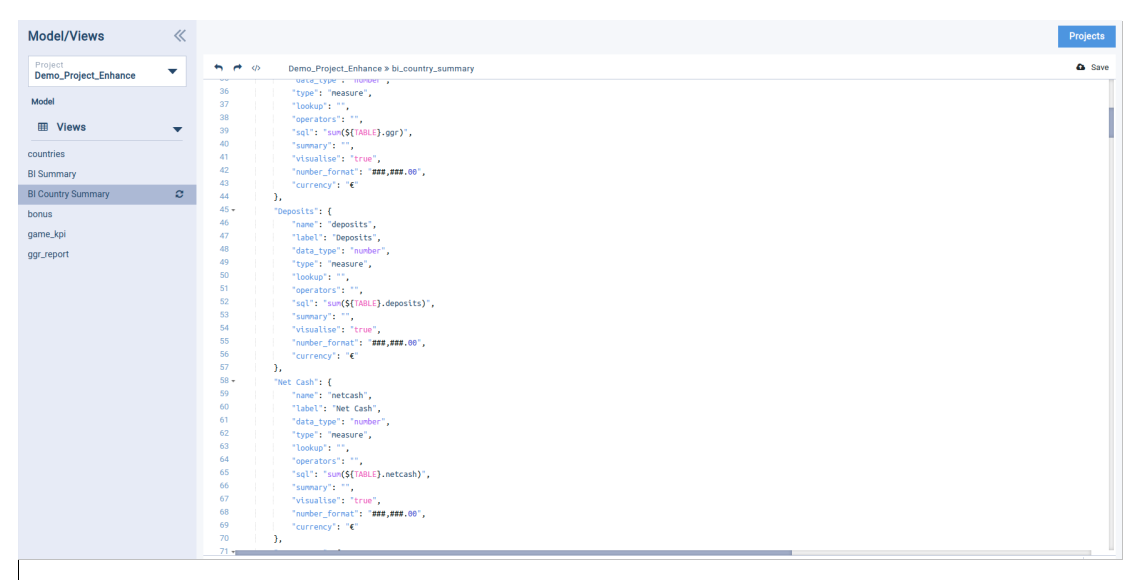 Model/Views
Projects
Project
Demo_Project_Enhance
Model
Views
countries
BI Summary
BI Country Summary
bonus
game_kpi
ggr_report
</> Demo_Project_Enhance » bi_country_summary Save
"data_type": "number",
36 "type": "measure",
37 "lookup": "",
38 "operators": "",
39 "sql": "sum(${TABLE}.ggr)",
40 "summary": "",
41 "visualise": "true",
42 "number_format": "###,###.00",
43 "currency": "€"
44 },
45 "Deposits": {
46 "name": "deposits",
47 "label": "Deposits",
48 "data_type": "number",
49 "type": "measure",
50 "lookup": "",
51 "operators": "",
52 "sql": "sum(${TABLE}.deposits)",
53 "summary": "",
54 "visualise": "true",
55 "number_format": "###,###.00",
56 "currency": "€"
57 },
58 "Net Cash": {
59 "name": "netcash",
60 "label": "Net Cash",
61 "data_type": "number",
62 "type": "measure",
63 "lookup": "",
64 "operators": "",
65 "sql": "sum(${TABLE}.netcash)",
66 "summary": "",
67 "visualise": "true",
68 "number_format": "###,###.00",
69 "currency": "€"
70 },
71